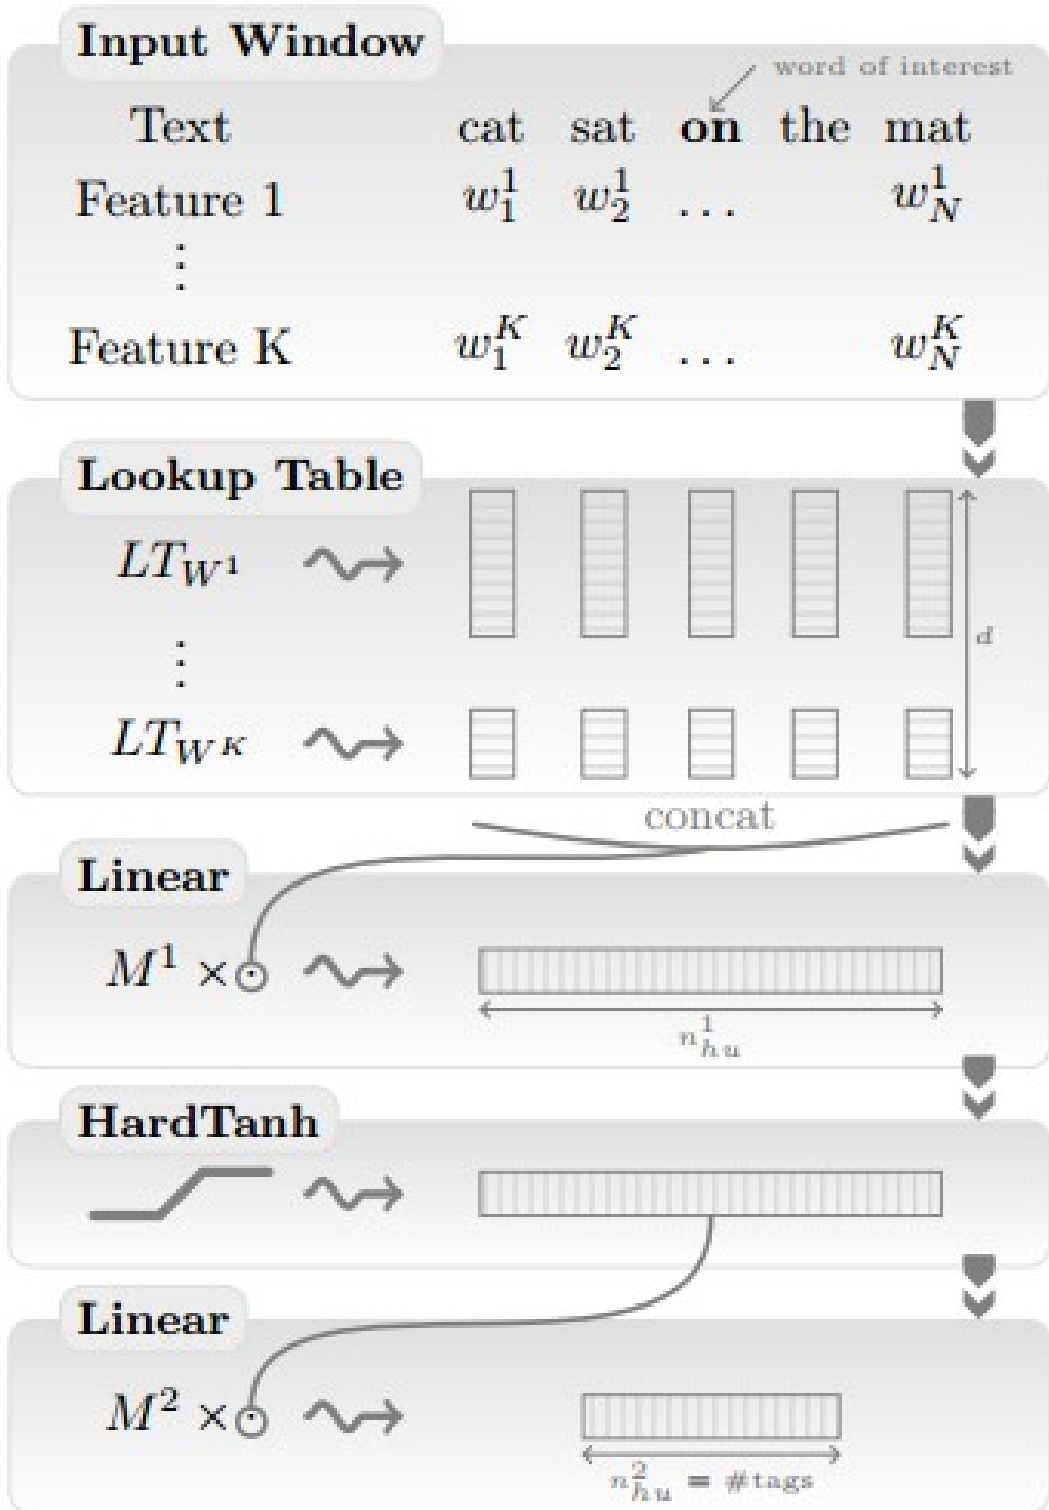 Input Window
word of interest
Text cat sat on the mat
Feature 1 w_1^1 w_2^1 ... w_N^1
⋮
Feature K w_1^K w_2^K ... w_N^K
Lookup Table
LT_{W^1}
⋮
d
LT_{W^K}
concat
Linear
M^1 × ⊙
n_{hu}^1
HardTanh
Linear
M^2 × ⊙
n_{hu}^2 = #tags